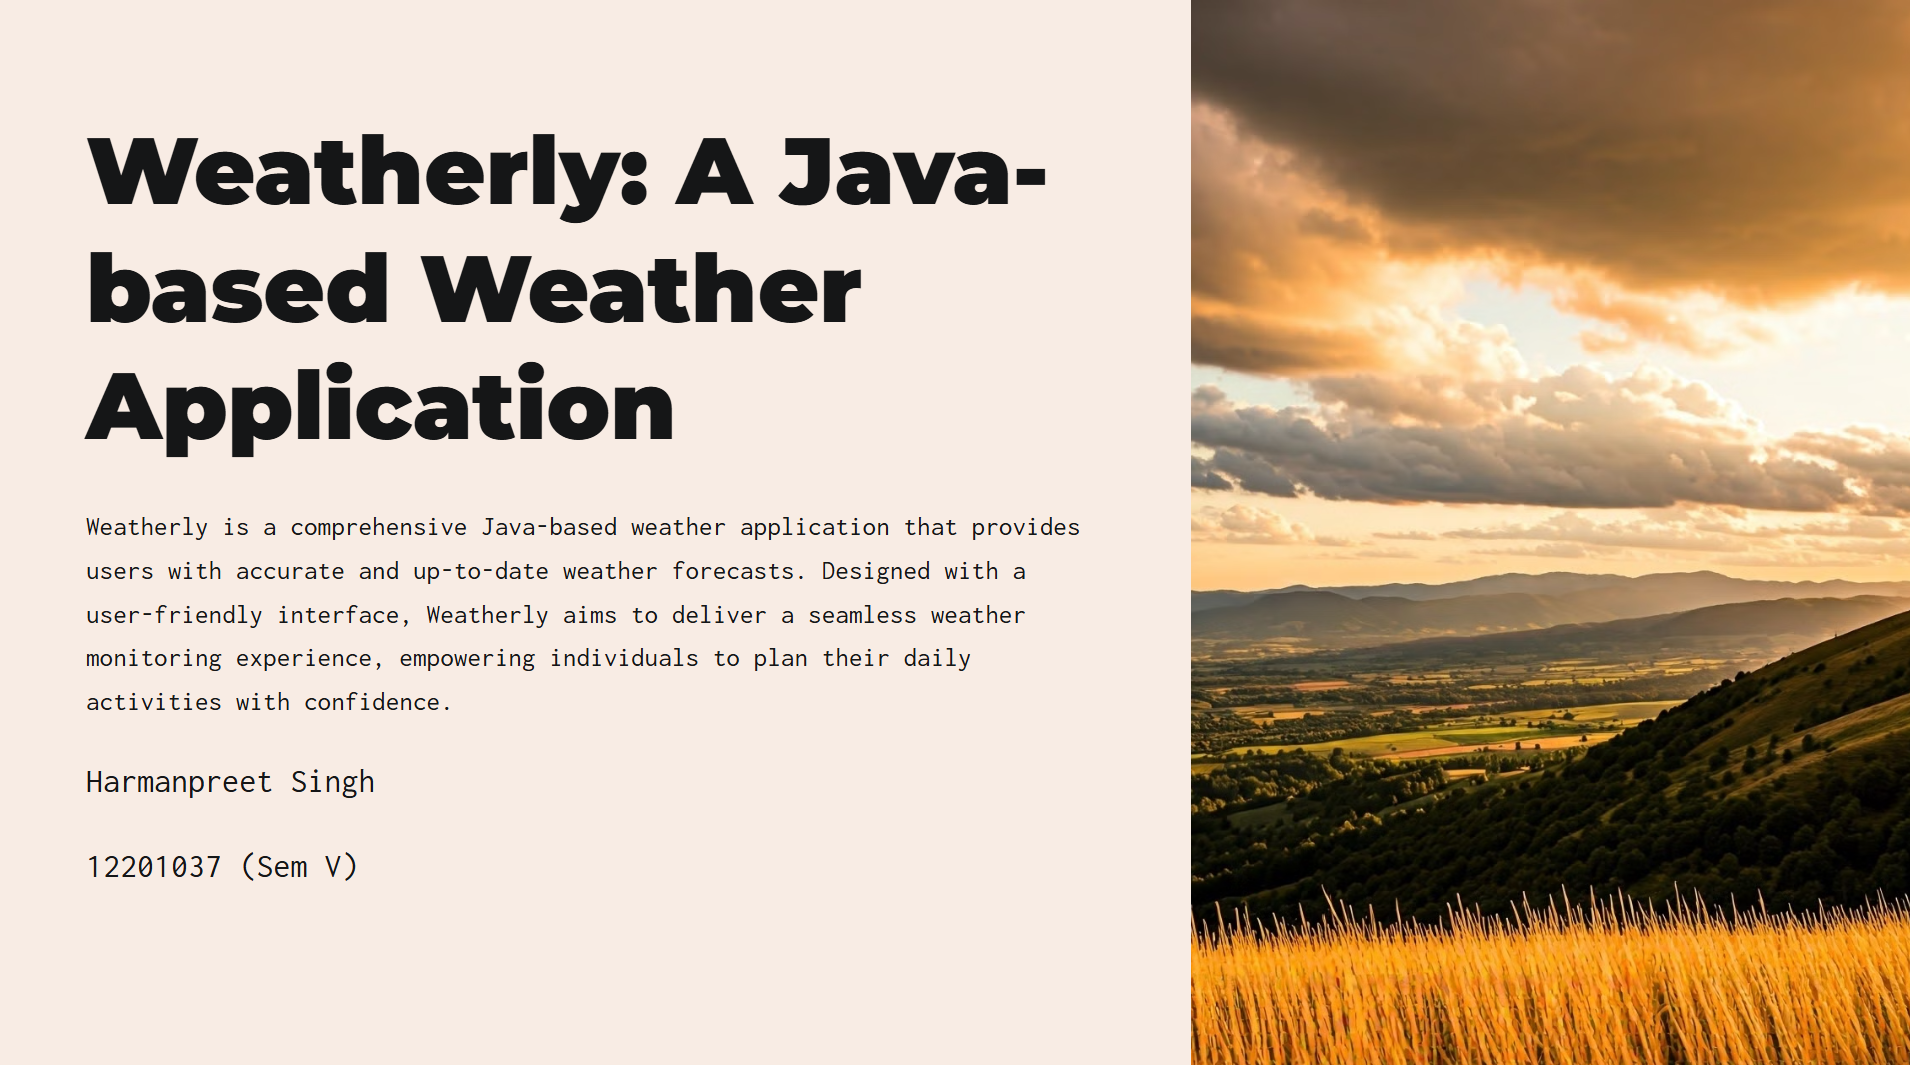 Weatherly: A Java-
based Weather
Application
Weatherly is a comprehensive Java-based weather application that provides
users with accurate and up-to-date weather forecasts. Designed with a
user-friendly interface, Weatherly aims to deliver a seamless weather
monitoring experience, empowering individuals to plan their daily
activities with confidence.
Harmanpreet Singh
12201037 (Sem V)